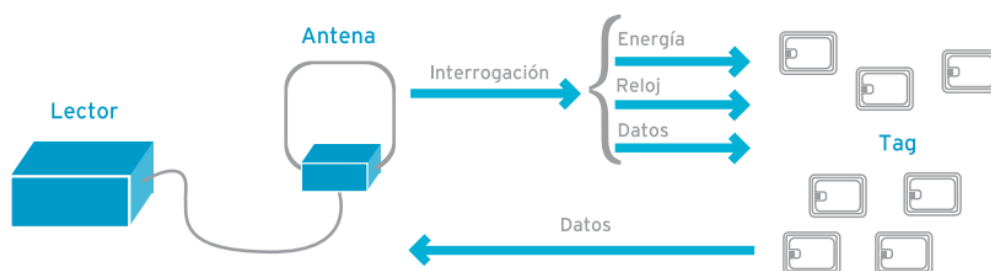 Antena
Lector
Interrogación
Energía
Reloj
Datos
Tag
Datos